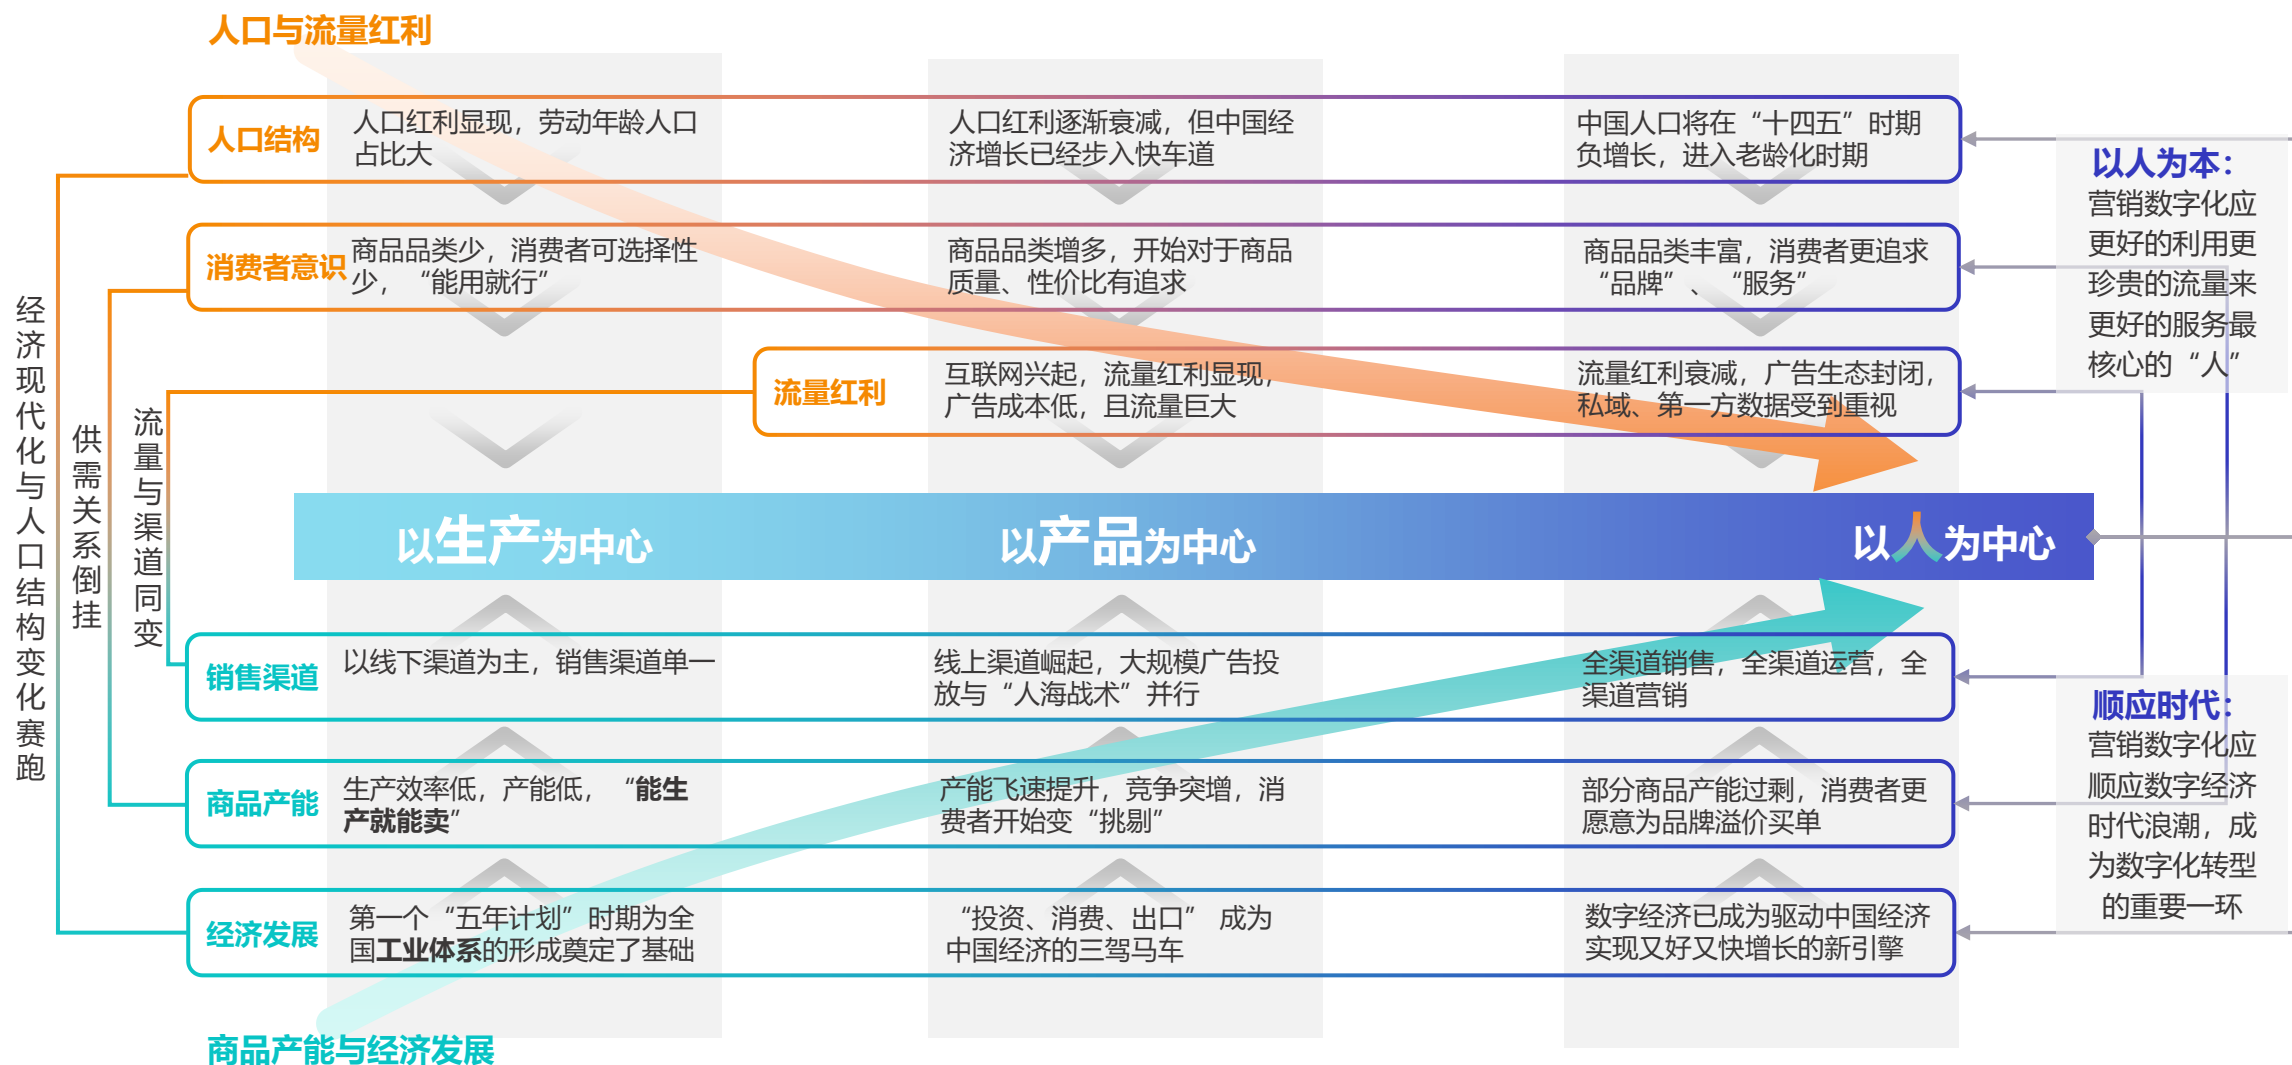 人口与流量红利
人口结构
人口红利显现，劳动年龄人口
占比大
人口红利逐渐衰减，但中国经
济增长已经步入快车道
中国人口将在“十四五”时期
负增长，进入老龄化时期
消费者意识
商品品类少，消费者可选择性
少，“能用就行”
商品品类增多，开始对于商品
质量、性价比有追求
商品品类丰富，消费者更追求
“品牌”、“服务”
流量红利
互联网兴起，流量红利显现，
广告成本低，且流量巨大
流量红利衰减，广告生态封闭，
私域、第一方数据受到重视
以生产为中心
以产品为中心
以人为中心
销售渠道
以线下渠道为主，销售渠道单一
线上渠道崛起，大规模广告投
放与“人海战术”并行
全渠道销售，全渠道运营，全
渠道营销
商品产能
生产效率低，产能低，“能生
产就能卖”
产能飞速提升，竞争突增，消
费者开始变“挑剔”
部分商品产能过剩，消费者更
愿意为品牌溢价买单
经济发展
第一个“五年计划”时期为全
国工业体系的形成奠定了基础
“投资、消费、出口” 成为
中国经济的三驾马车
数字经济已成为驱动中国经济
实现又好又快增长的新引擎
商品产能与经济发展
经济现代化与人口结构变化赛跑
供需关系倒挂
流量与渠道同变
以人为本：
营销数字化应
更好的利用更
珍贵的流量来
更好的服务最
核心的“人”
顺应时代：
营销数字化应
顺应数字经济
时代浪潮，成
为数字化转型
的重要一环